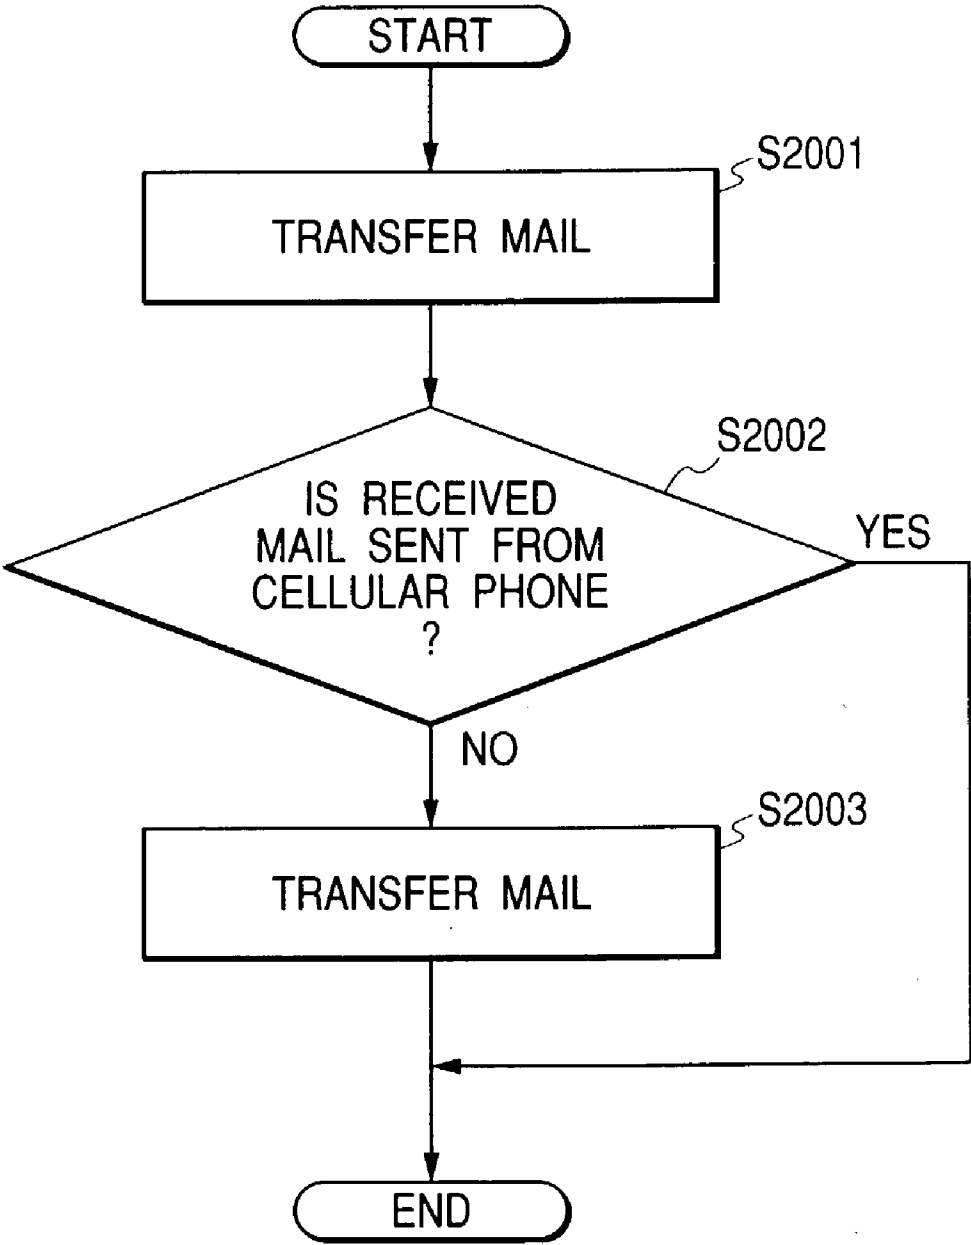 START
S2001
TRANSFER MAIL
S2002
IS RECEIVED
MAIL SENT FROM
CELLULAR PHONE
?
YES
NO
S2003
TRANSFER MAIL
END